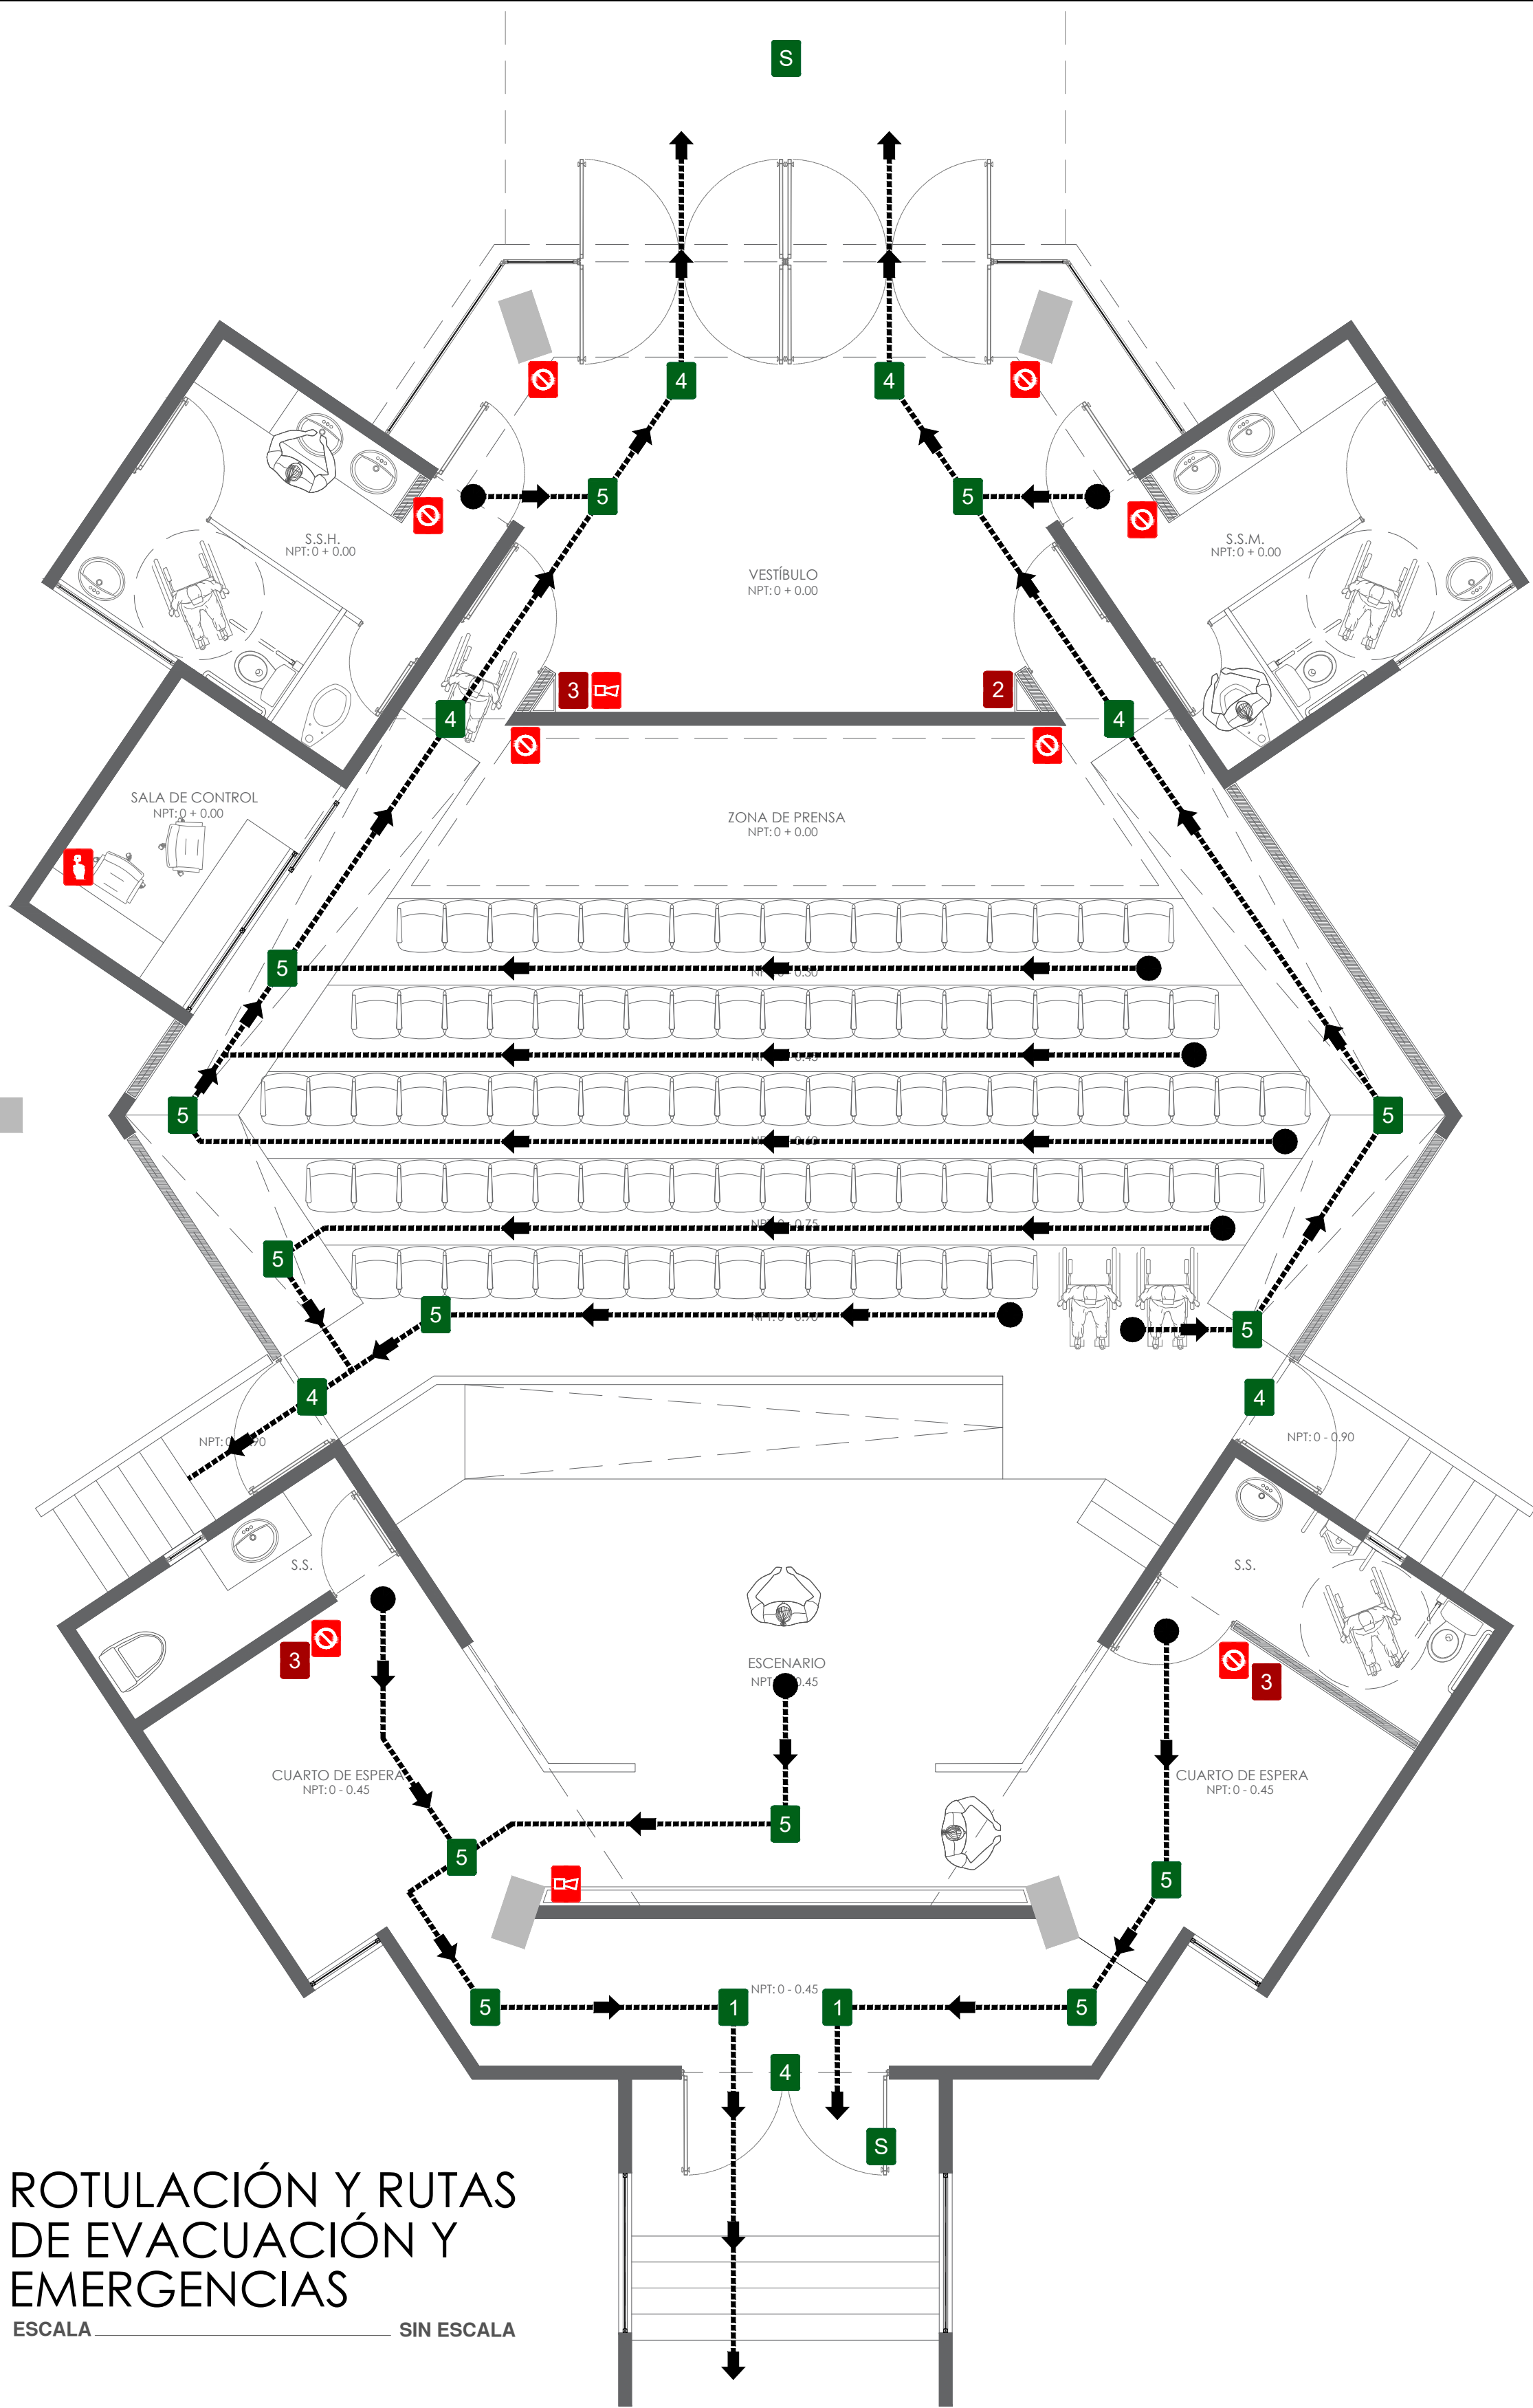 S
4
4
5
5
S.S.H.
NPT: 0 + 0.00
S.S.M.
NPT: 0 + 0.00
VESTÍBULO
NPT: 0 + 0.00
3
2
4
4
SALA DE CONTROL
NPT: 0 + 0.00
ZONA DE PRENSA
NPT: 0 + 0.00
5
5
5
5
5
5
4
4
NPT: 0 - 0.90
S.S.
S.S.
ESCENARIO
3
3
CUARTO DE ESPERA
NPT: 0 - 0.45
CUARTO DE ESPERA
NPT: 0 - 0.45
5
5
5
NPT: 0 - 0.45
5
1
1
5
4
S
ROTULACIÓN Y RUTAS
DE EVACUACIÓN Y
EMERGENCIAS
ESCALA SIN ESCALA